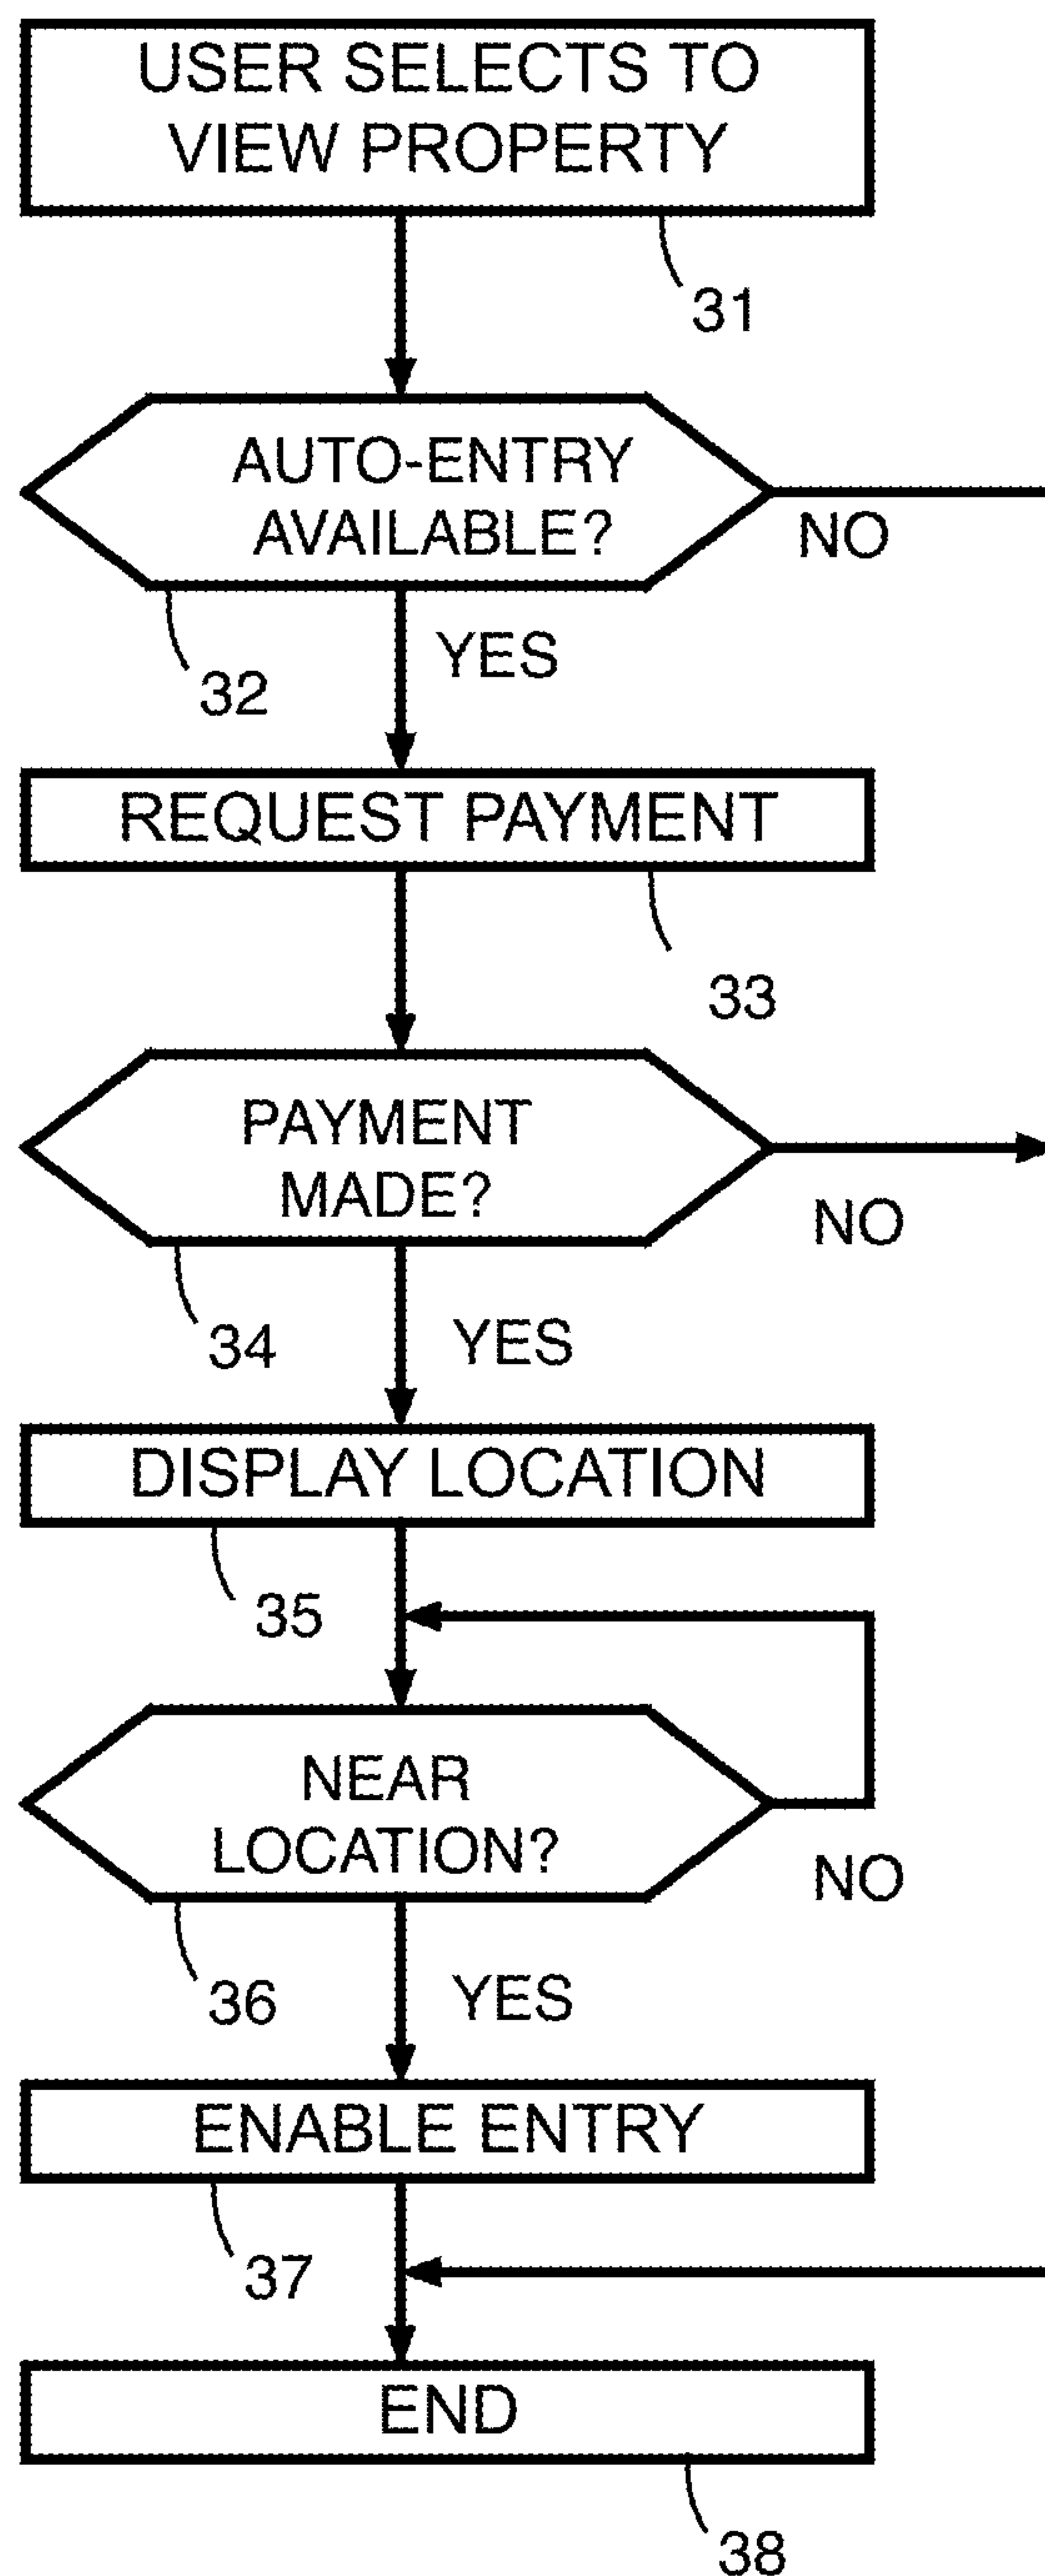 USER SELECTS TO
VIEW PROPERTY
31
AUTO-ENTRY
AVAILABLE?
NO
32
YES
REQUEST PAYMENT
33
PAYMENT
MADE?
NO
34
YES
DISPLAY LOCATION
35
NEAR
LOCATION?
NO
36
YES
ENABLE ENTRY
37
END
38